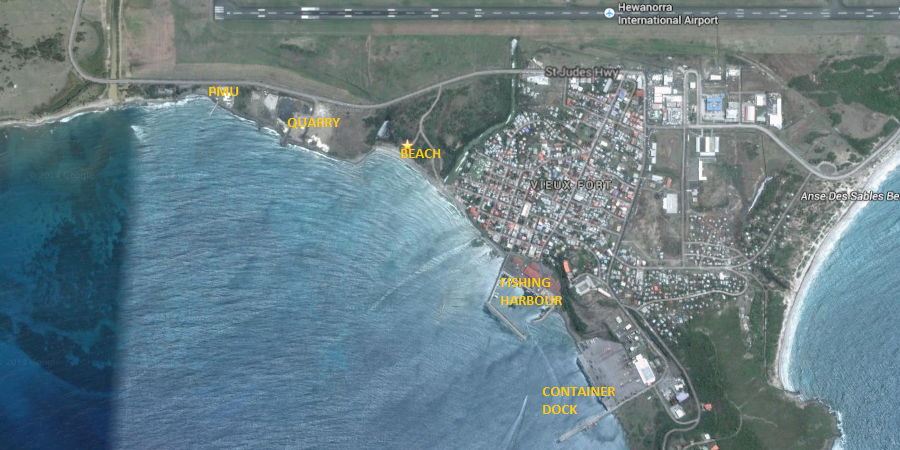 Hewanorra
International Airport
St Judes Hwy
PMU
QUARRY
BEACH
VIEUX FORT
Anse Des Sables Be
FISHING
HARBOUR
CONTAINER
DOCK